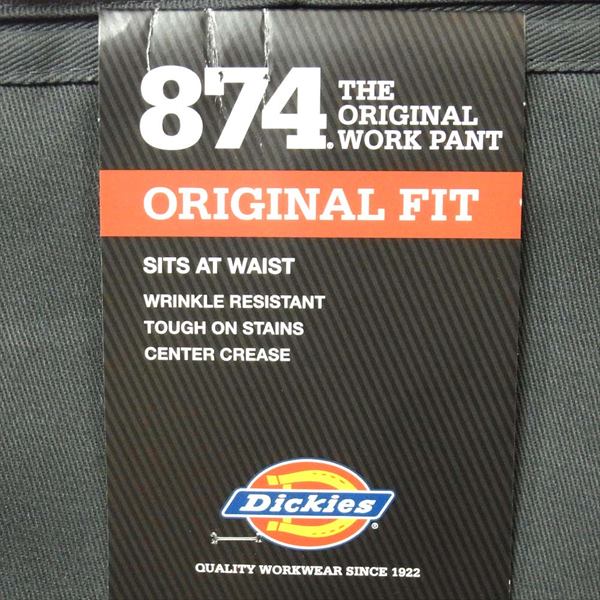 874.
THE
ORIGINAL
WORK PANT
ORIGINAL FIT
SITS AT WAIST
WRINKLE RESISTANT
TOUGH ON STAINS
CENTER CREASE
Dickies®
QUALITY WORKWEAR SINCE 1922